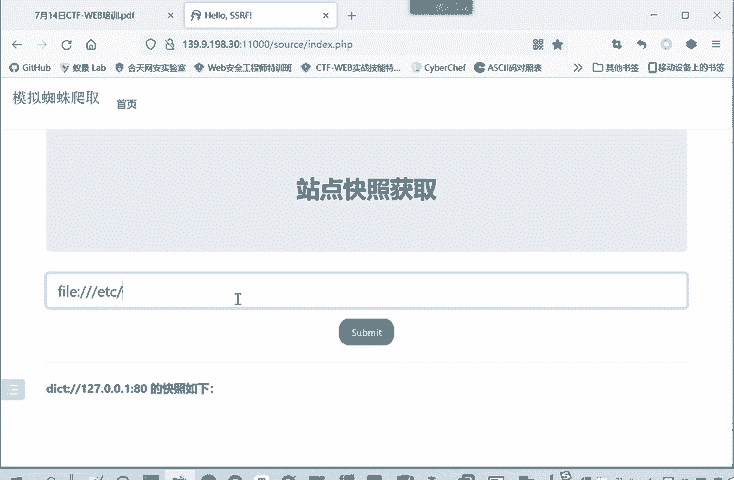 7月14日CTF-WEB培训.pdf
Hello, SSRF!
139.9.198.30:11000/source/index.php
GitHub
蚁景 Lab
合天网安实验室
Web安全工程师特训班
CTF-WEB实战技能特...
CyberChef
ASCII码对照表
其他书签
移动设备上的书签
模拟蜘蛛爬取
首页
站点快照获取
file:///etc/
Submit
dict://127.0.0.1:80 的快照如下: